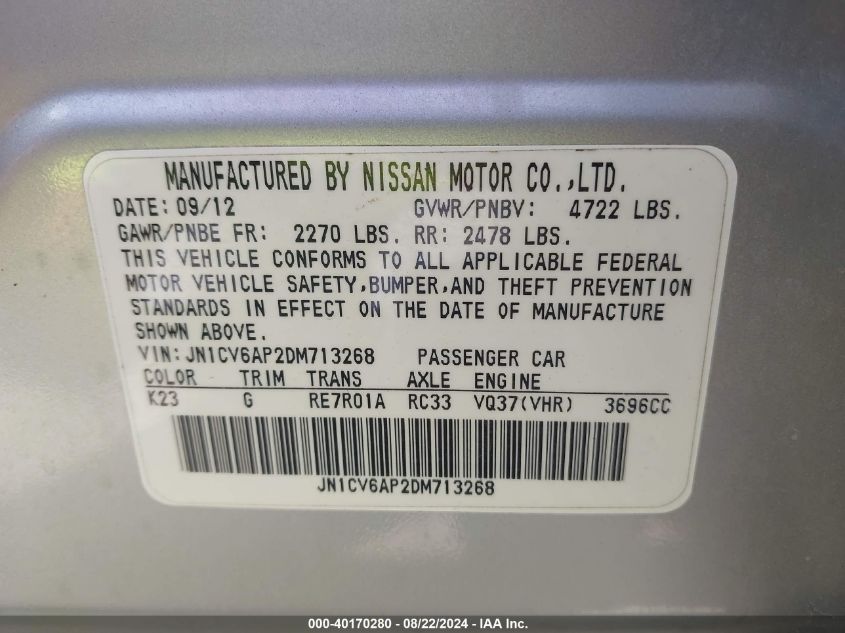 MANUFACTURED BY NISSAN MOTOR CO.,LTD.
DATE: 09/12 GVWR/PNBV: 4722 LBS.
GAWR/PNBE FR: 2270 LBS. RR: 2478 LBS.
THIS VEHICLE CONFORMS TO ALL APPLICABLE FEDERAL
MOTOR VEHICLE SAFETY,BUMPER,AND THEFT PREVENTION
STANDARDS IN EFFECT ON THE DATE OF MANUFACTURE
SHOWN ABOVE.
VIN: JN1CV6AP2DM713268 PASSENGER CAR
COLOR TRIM TRANS AXLE ENGINE
K23 G RE7R01A RC33 VQ37(VHR) 3696CC
JN1CV6AP2DM713268
000-40170280 - 08/22/2024 - IAA Inc.